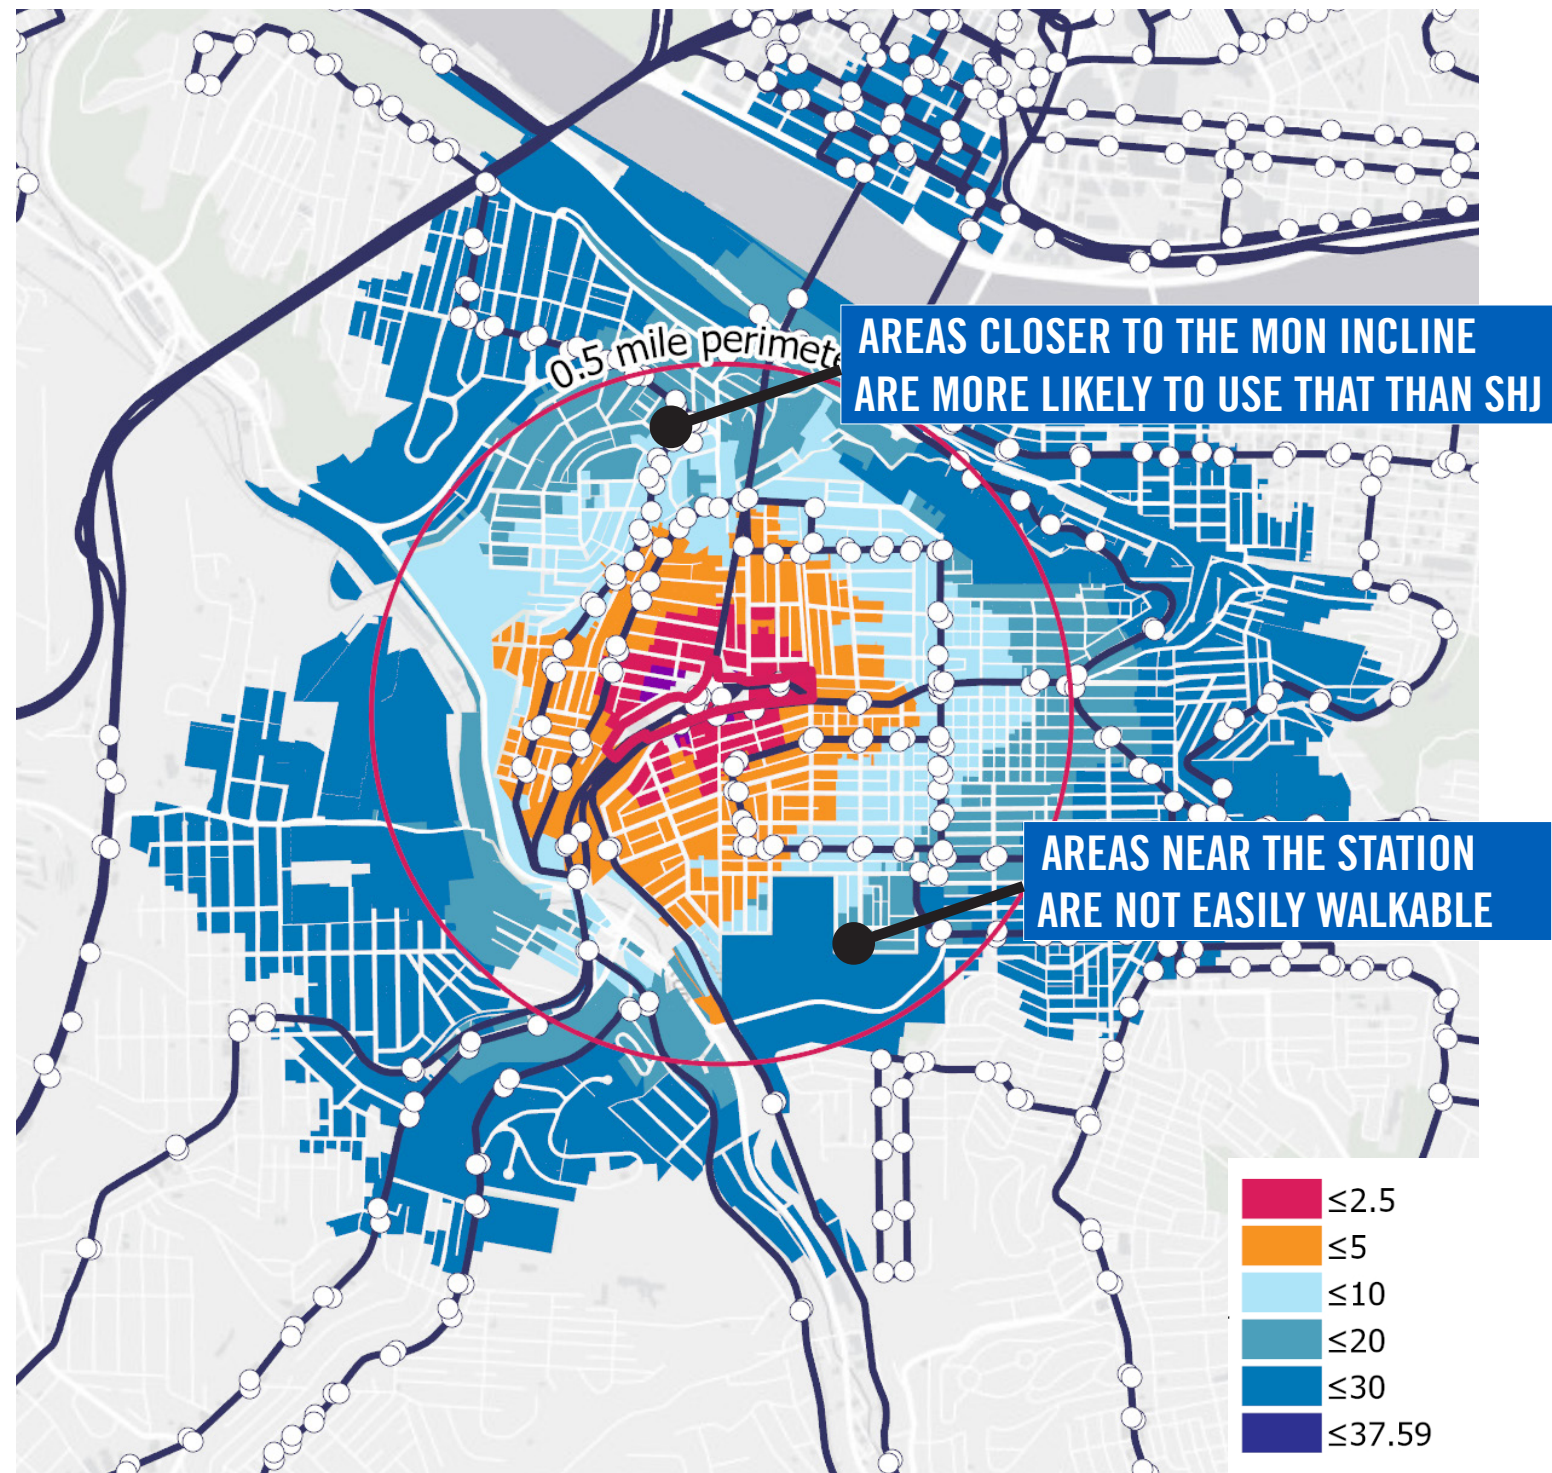 0.5 mile perimete
AREAS CLOSER TO THE MON INCLINE
ARE MORE LIKELY TO USE THAT THAN SHJ
AREAS NEAR THE STATION
ARE NOT EASILY WALKABLE
≤2.5
≤5
≤10
≤20
≤30
≤37.59